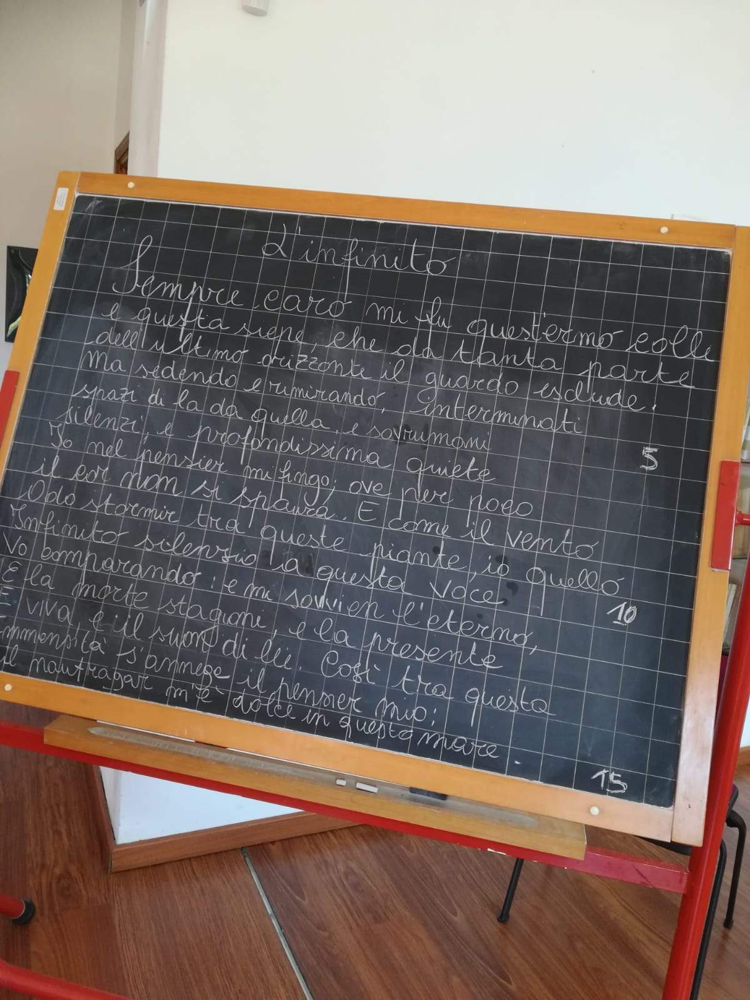 L'infinito
Sempre caro mi fu quest'ermo colle
e questa siepe, che da tanta parte
dell'ultimo orizzonte il guardo esclude.
Ma sedendo e rimirando, interminati
spazi di la da quella, e sovrumani
5
silenzi, e profondissima quiete
Io nel pensier mi fingo; ove per poco
il cor non si spaura. E come il vento
Odo stormir tra queste piante, io quello
Infinito silenzio a questa voce
10
Vo comparando: e mi sovvien l'eterno,
E la morte stagioni, e la presente
E viva, e il suon di lei. Così tra questa
Immensità s'annega il pensier mio:
il naufragar m'è dolce in questo mare.
15